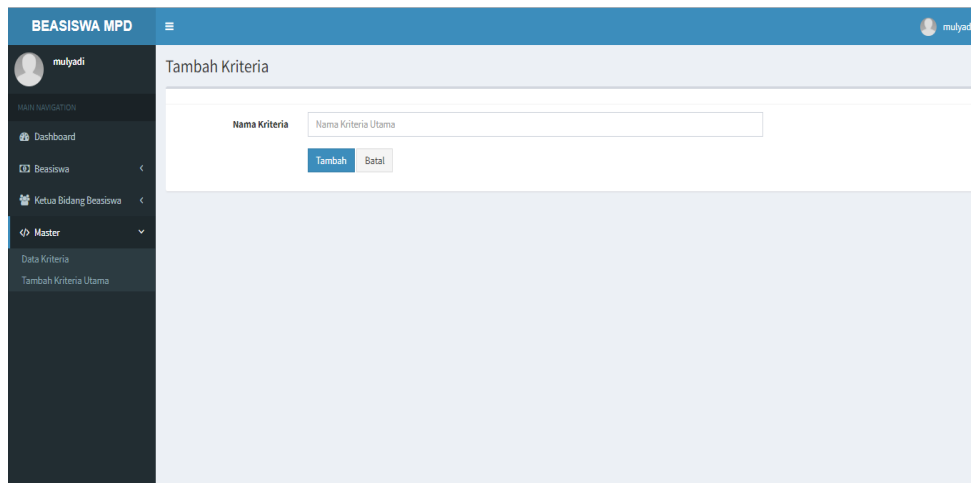 BEASISWA MPD
mulyad
mulyadi
MAIN NAVIGATION
Dashboard
Beasiswa
Ketua Bidang Beasiswa
Master
Data Kriteria
Tambah Kriteria Utama
Tambah Kriteria
Nama Kriteria
Nama Kriteria Utama
Tambah Batal